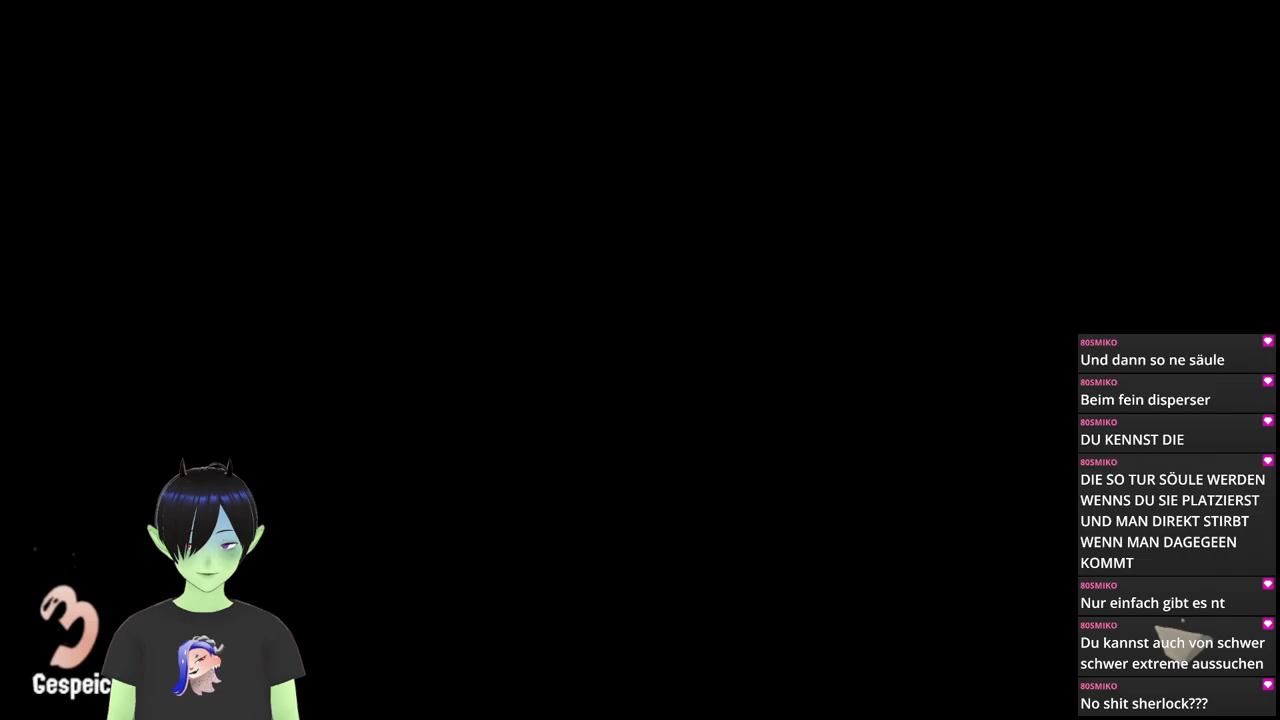 80SMIKO
Und dann so ne säule
80SMIKO
Beim fein disperser
80SMIKO
DU KENNST DIE
80SMIKO
DIE SO TUR SÖULE WERDEN
WENNS DU SIE PLATZIERST
UND MAN DIREKT STIRBT
WENN MAN DAGEGEEN
KOMMT
80SMIKO
Nur einfach gibt es nt
80SMIKO
Du kannst auch von schwer
schwer extreme aussuchen
80SMIKO
No shit sherlock???
3
Gespeic